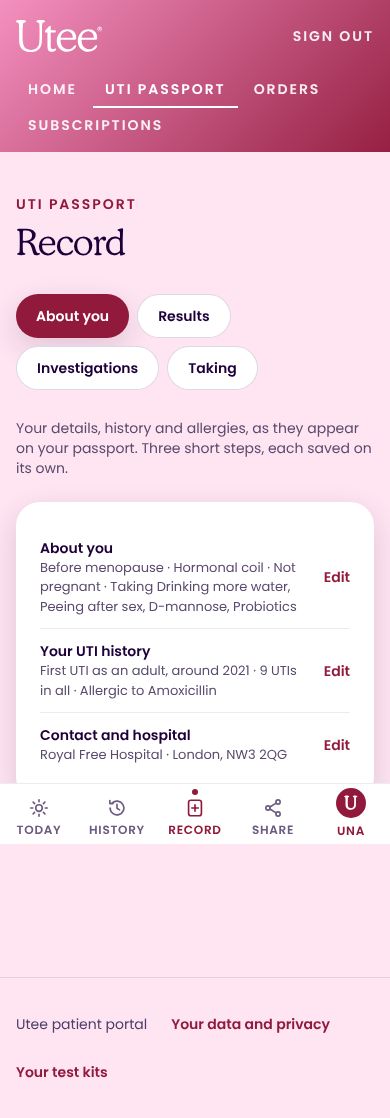 Utee®
SIGN OUT
HOME
UTI PASSPORT
ORDERS
SUBSCRIPTIONS
UTI PASSPORT
Record
About you
Results
Investigations
Taking
Your details, history and allergies, as they appear
on your passport. Three short steps, each saved on
its own.
About you
Before menopause · Hormonal coil · Not
pregnant · Taking Drinking more water,
Peeing after sex, D-mannose, Probiotics
Edit
Your UTI history
First UTI as an adult, around 2021 · 9 UTIs
in all · Allergic to Amoxicillin
Edit
Contact and hospital
Royal Free Hospital · London, NW3 2QG
Edit
TODAY
HISTORY
RECORD
SHARE
U
UNA
Utee patient portal
Your data and privacy
Your test kits